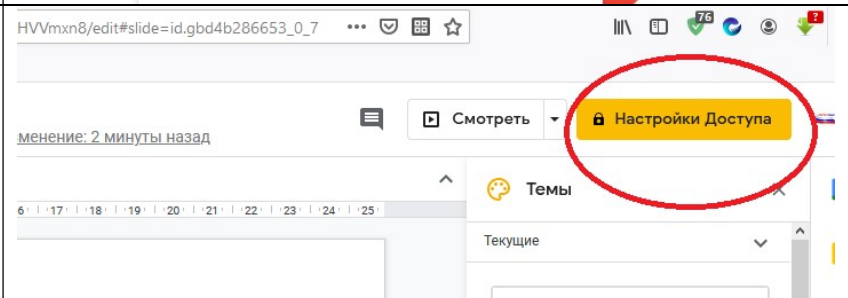 HVVmxn8/edit#slide=id.gbd4b286653_0_7
76
?
Смотреть
Настройки Доступа
менение: 2 минуты назад
Темы
6 17 18 19 20 21 22 23 24 25
Текущие